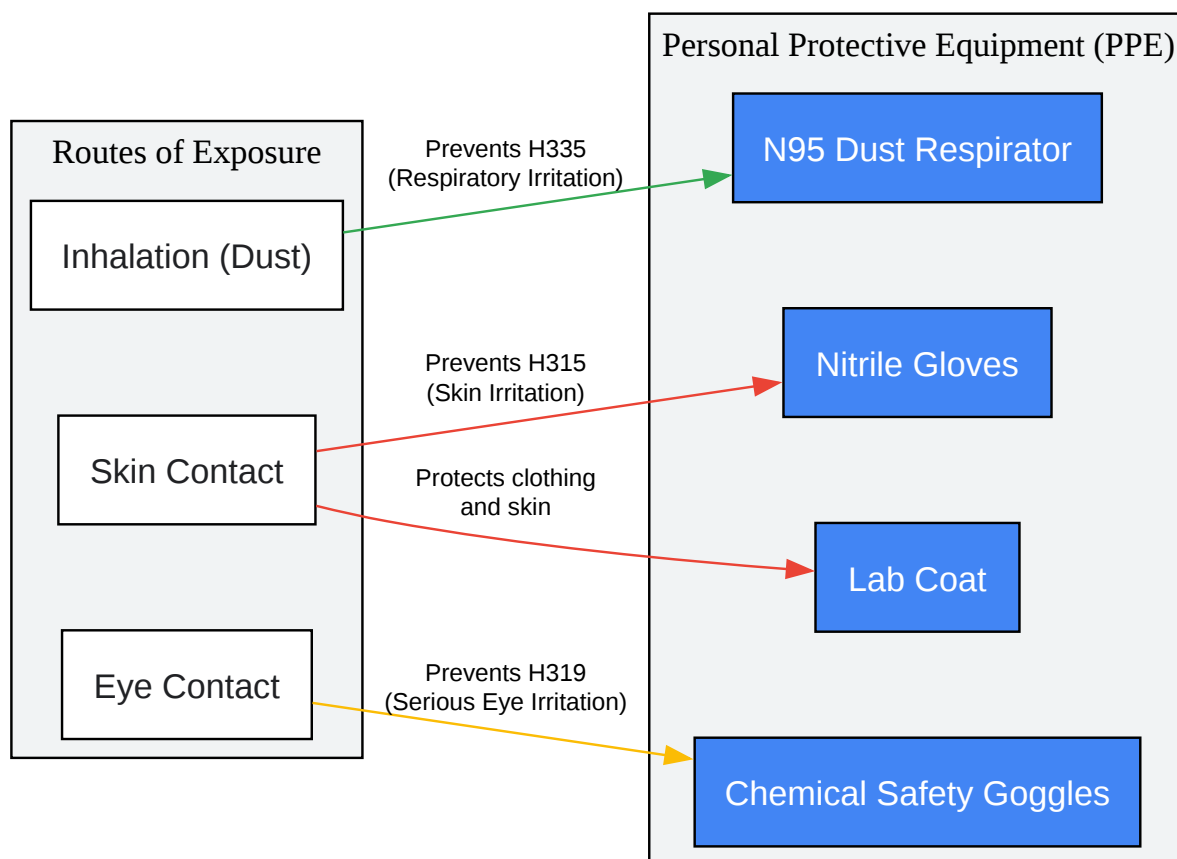 Personal Protective Equipment (PPE)
Routes of Exposure
Inhalation (Dust)
Prevents H335
(Respiratory Irritation)
N95 Dust Respirator
Skin Contact
Prevents H315
(Skin Irritation)
Nitrile Gloves
Protects clothing
and skin
Lab Coat
Eye Contact
Prevents H319
(Serious Eye Irritation)
Chemical Safety Goggles